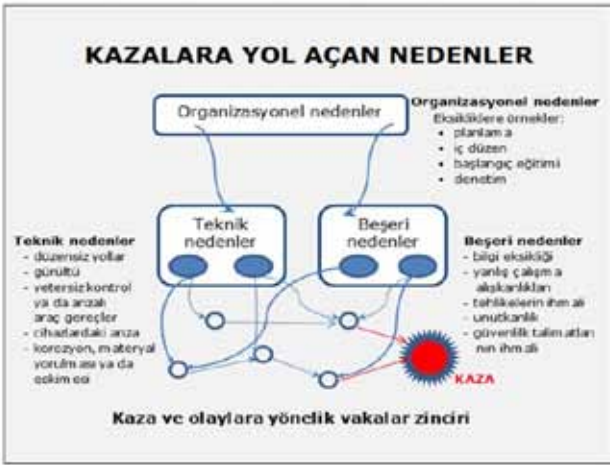 KAZALARA YOL AÇAN NEDENLER
Organizasyonel nedenler
Organizasyonel nedenler
Eksikliklere örnekler:
• planlama
• iç düzen
• başlangıç eğitimi
• denetim
Teknik
nedenler
Beşeri
nedenler
Teknik nedenler
- düzensiz yollar
- gürültü
- yetersiz kontrol
ya da arızalı
araç gereçler
- cihazlardaki arıza
- korozyon, materyal
yorulması ya da
eskimesi
Beşeri nedenler
- bilgi eksikliği
- yanlış çalışma
alışkanlıkları
- tehlikelerin ihmali
- unutkanlık
- güvenlik talimatları
nın ihmali
KAZA
Kaza ve olaylara yönelik vakalar zinciri